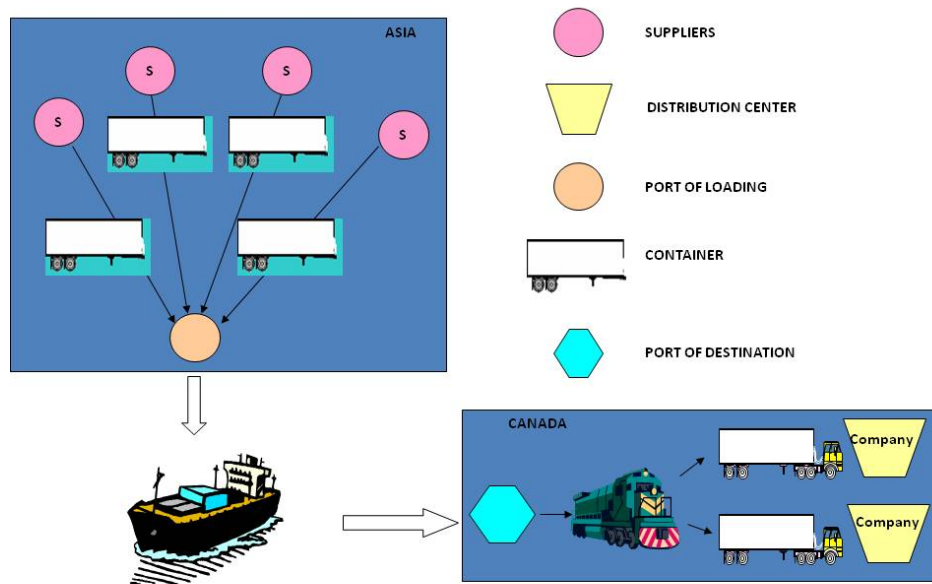 ASIA
S
S
S
S
SUPPLIERS
DISTRIBUTION CENTER
PORT OF LOADING
CONTAINER
PORT OF DESTINATION
CANADA
Company
Company